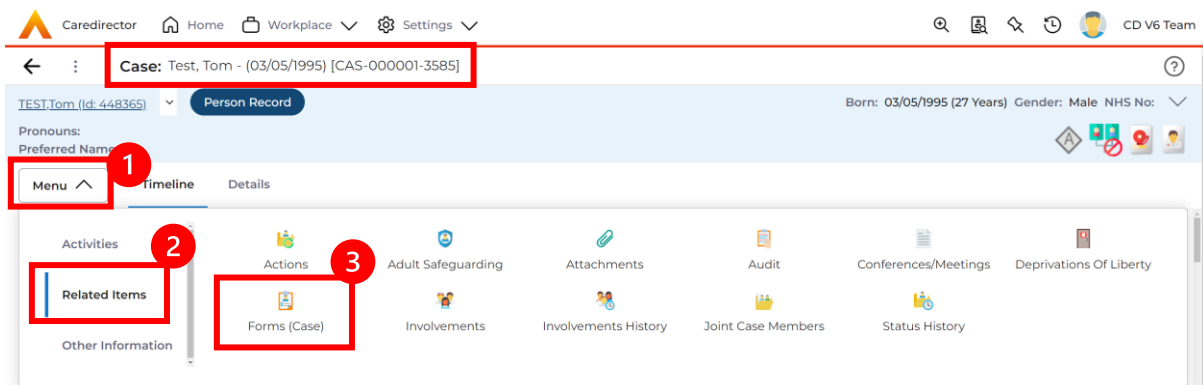 Caredirector Home Workplace Settings CD V6 Team
Case: Test, Tom - (03/05/1995) [CAS-000001-3585]
TEST,Tom (Id: 448365) Person Record Born: 03/05/1995 (27 Years) Gender: Male NHS No:
Pronouns:
Preferred Name
1
Menu Timeline Details
Activities 2 Actions 3 Adult Safeguarding Attachments Audit Conferences/Meetings Deprivations Of Liberty
Related Items
Forms (Case) Involvements Involvements History Joint Case Members Status History
Other Information